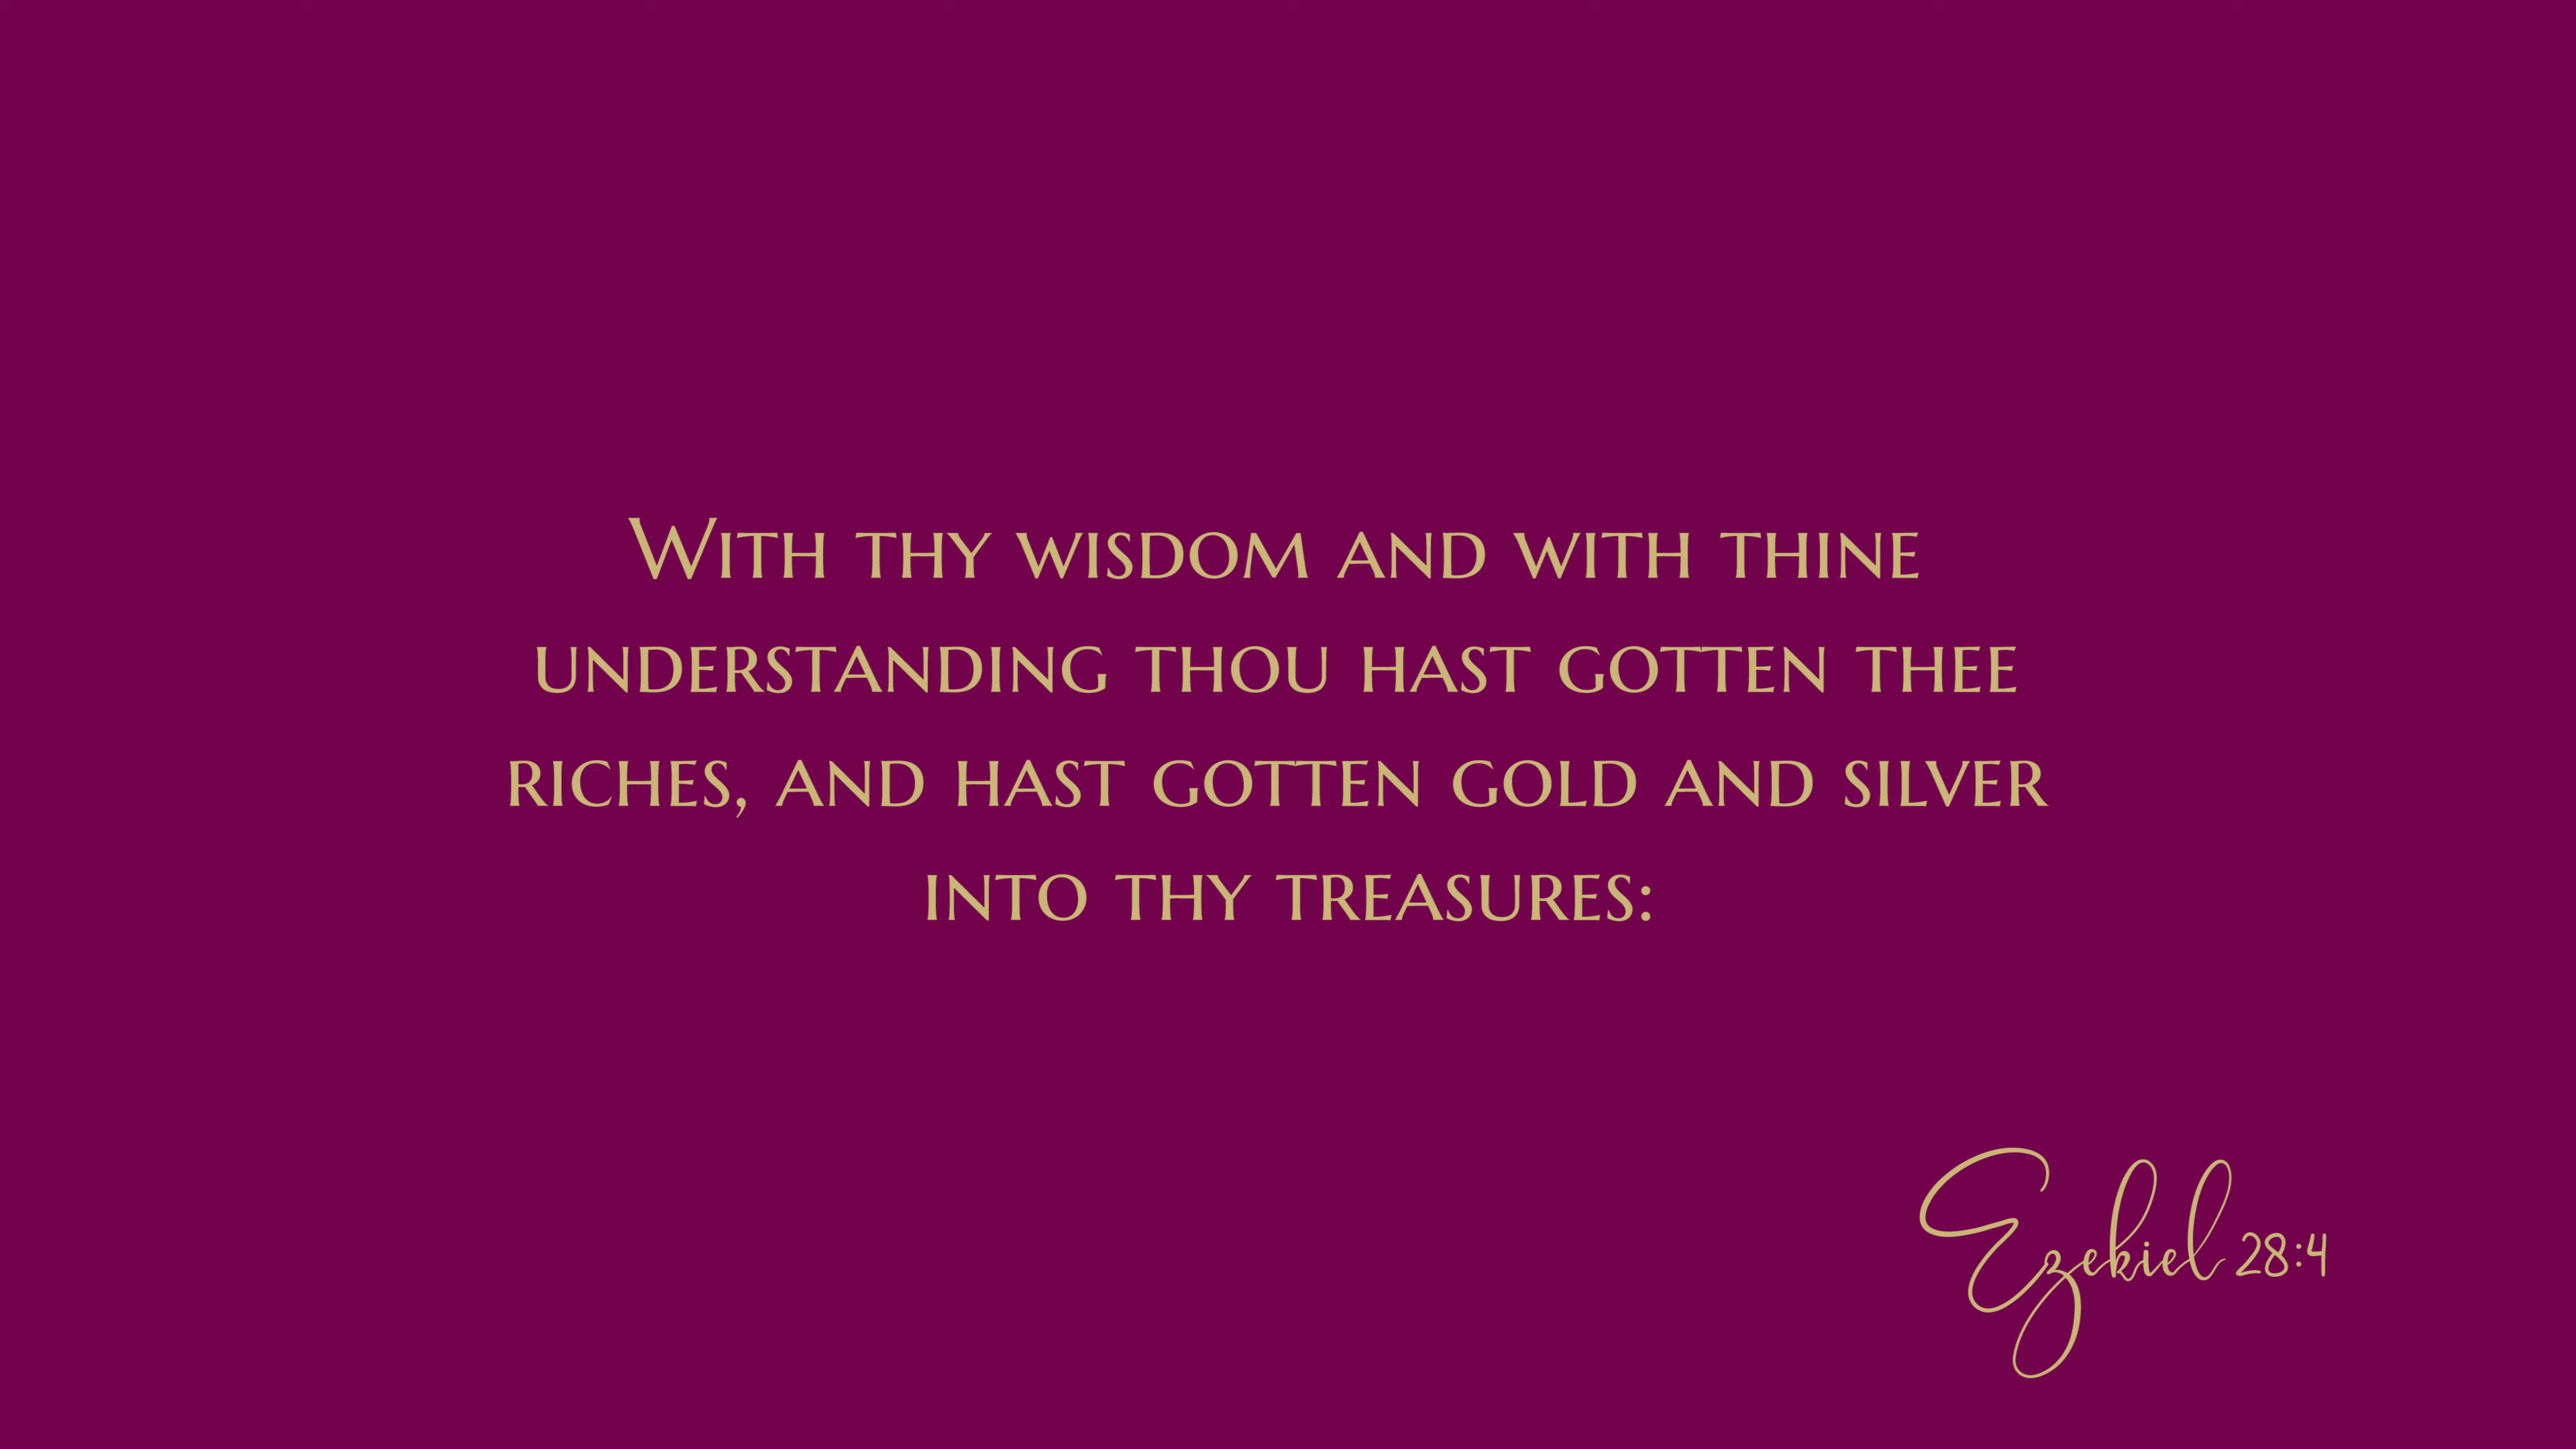 With thy wisdom and with thine
understanding thou hast gotten thee
riches, and hast gotten gold and silver
into thy treasures:
Ezekiel 28:4